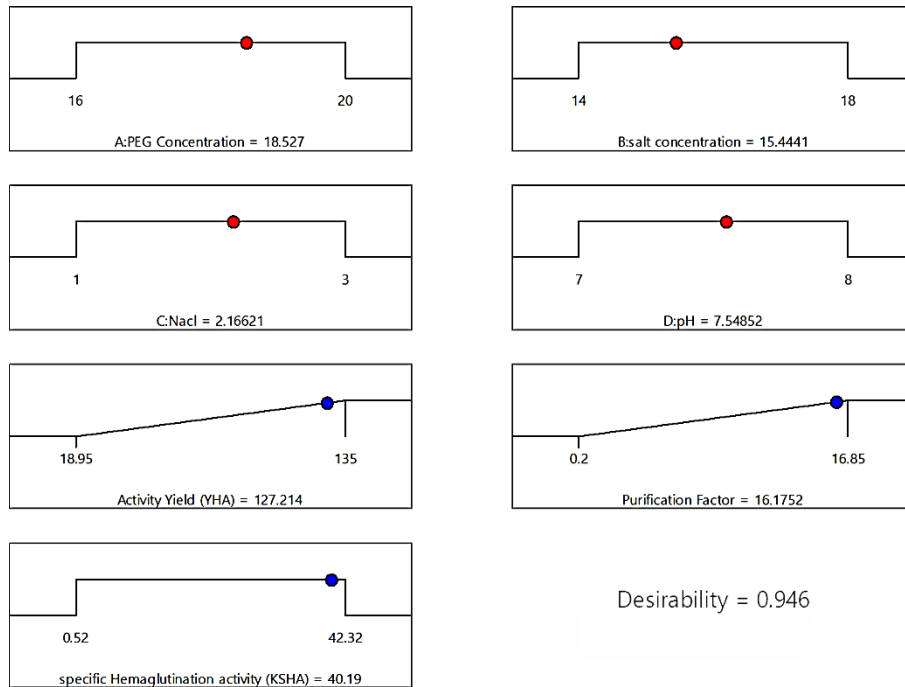 16 20
A:PEG Concentration = 18.527
14 18
B:salt concentration = 15.4441
1 3
C:Nacl = 2.16621
7 8
D:pH = 7.54852
18.95 135
Activity Yield (YHA) = 127.214
0.2 16.85
Purification Factor = 16.1752
0.52 42.32
specific Hemaglutination activity (KSHA) = 40.19
Desirability = 0.946